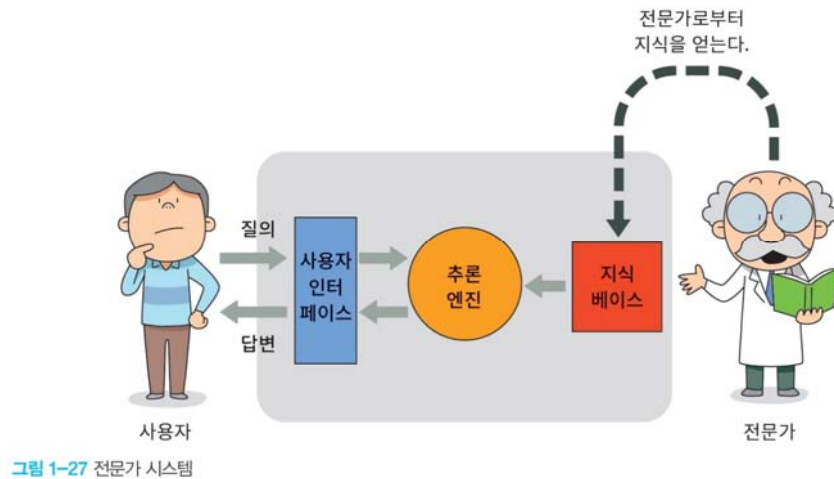 전문가로부터
지식을 얻는다.
질의
사용자
인터
페이스
추론
엔진
지식
베이스
답변
사용자
전문가
그림 1-27 전문가 시스템